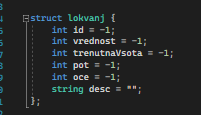 struct lokvanj {
int id = -1;
int vrednost = -1;
int trenutnaVsota = -1;
int pot = -1;
int oce = -1;
string desc = "";
};